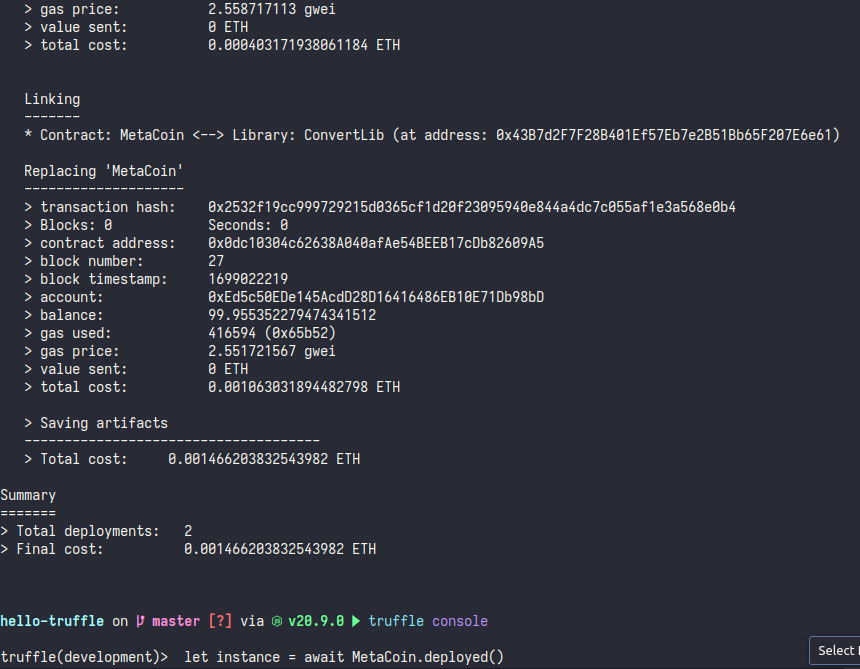 > gas price: 2.558717113 gwei
> value sent: 0 ETH
> total cost: 0.000403171938061184 ETH
Linking
-------
* Contract: MetaCoin <--> Library: ConvertLib (at address: 0x43B7d2F7F28B401Ef57Eb7e2B51Bb65F207E6e61)
Replacing 'MetaCoin'
--------------------
> transaction hash: 0x2532f19cc999729215d0365cf1d20f23095940e844a4dc7c055af1e3a568e0b4
> Blocks: 0 Seconds: 0
> contract address: 0x0dc10304c62638A040afAe54BEEB17cDb82609A5
> block number: 27
> block timestamp: 1699022219
> account: 0xEd5c50EDe145AcdD28D16416486EB10E71Db98bD
> balance: 99.955352279474341512
> gas used: 416594 (0x65b52)
> gas price: 2.551721567 gwei
> value sent: 0 ETH
> total cost: 0.001063031894482798 ETH
> Saving artifacts
-------------------------------------
> Total cost: 0.001466203832543982 ETH
Summary
=======
> Total deployments: 2
> Final cost: 0.001466203832543982 ETH
hello-truffle on master [?] via v20.9.0 truffle console
truffle(development)> let instance = await MetaCoin.deployed()
Select